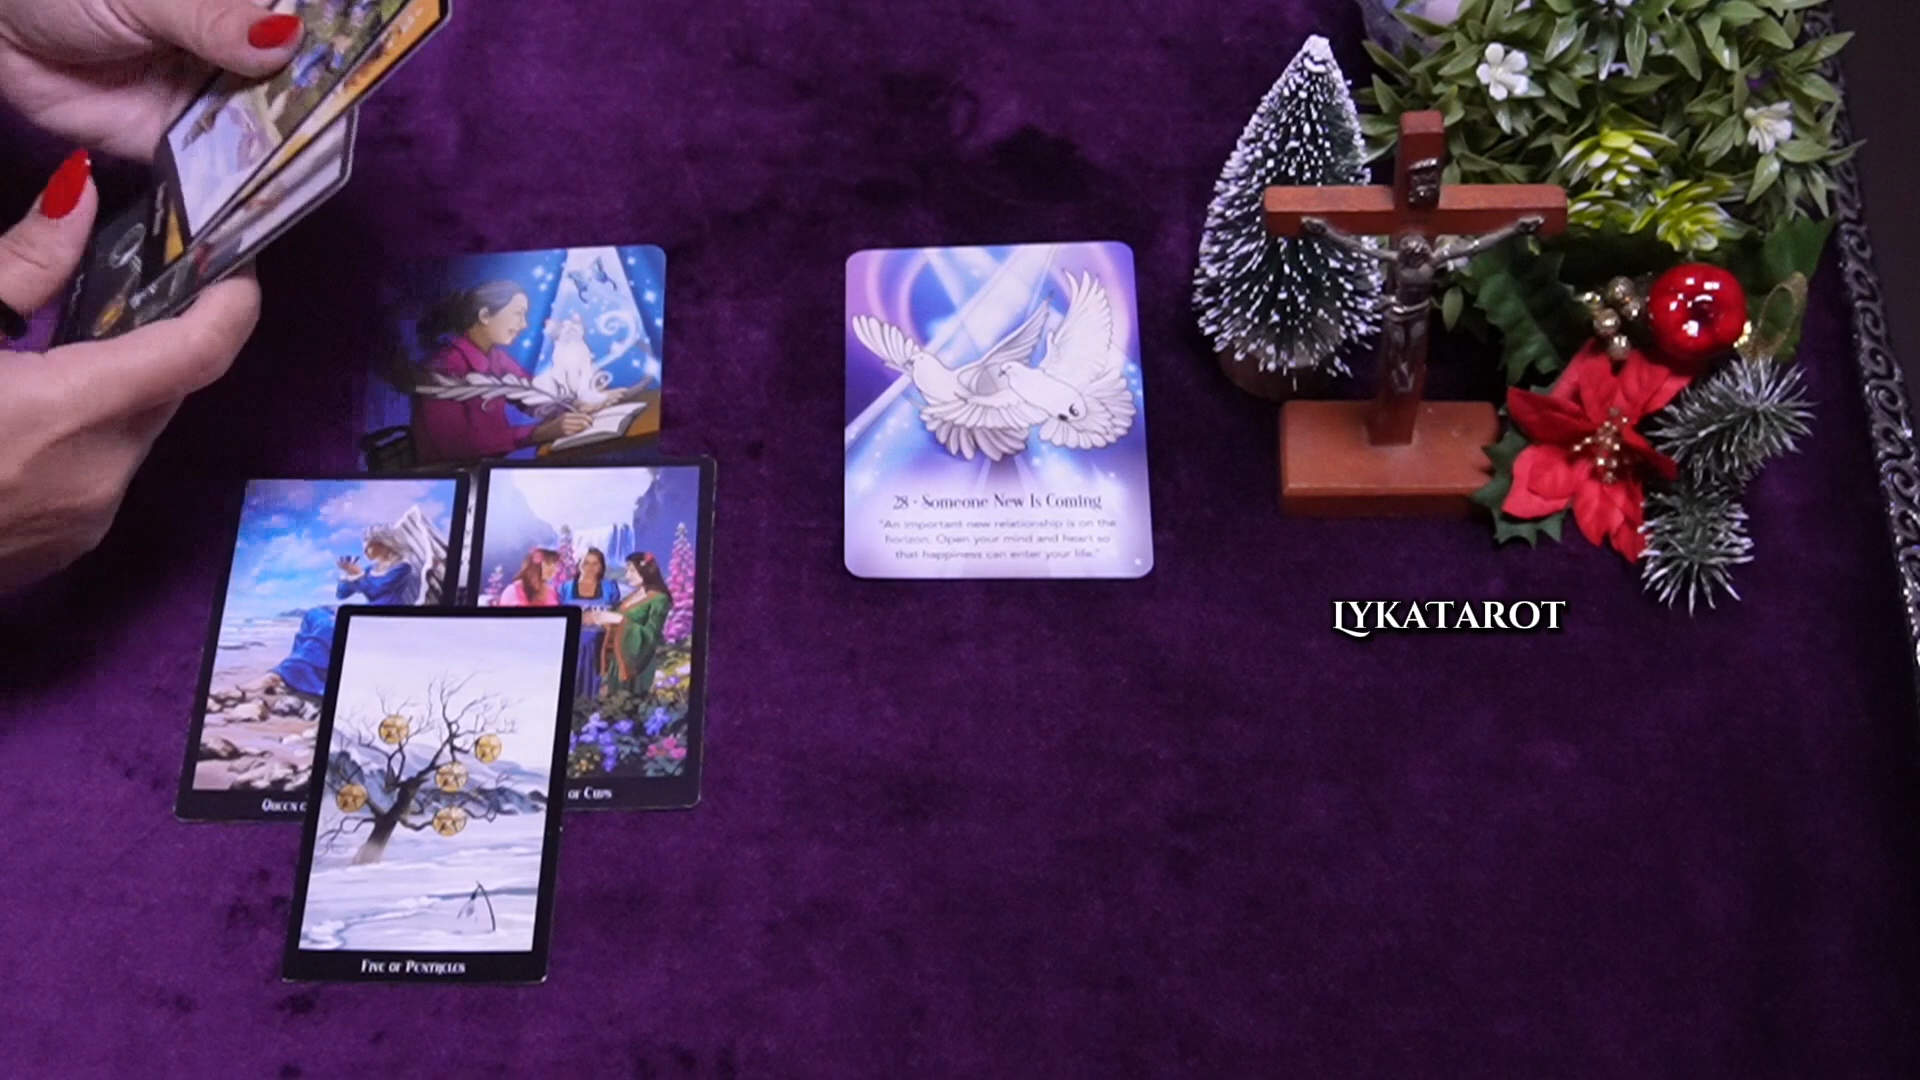 28 - Someone New Is Coming
"An important new relationship is on the
horizon. Open your mind and heart so
that happiness can enter your life."
LYKATAROT
Queen
of Cups
Five of Pentacles